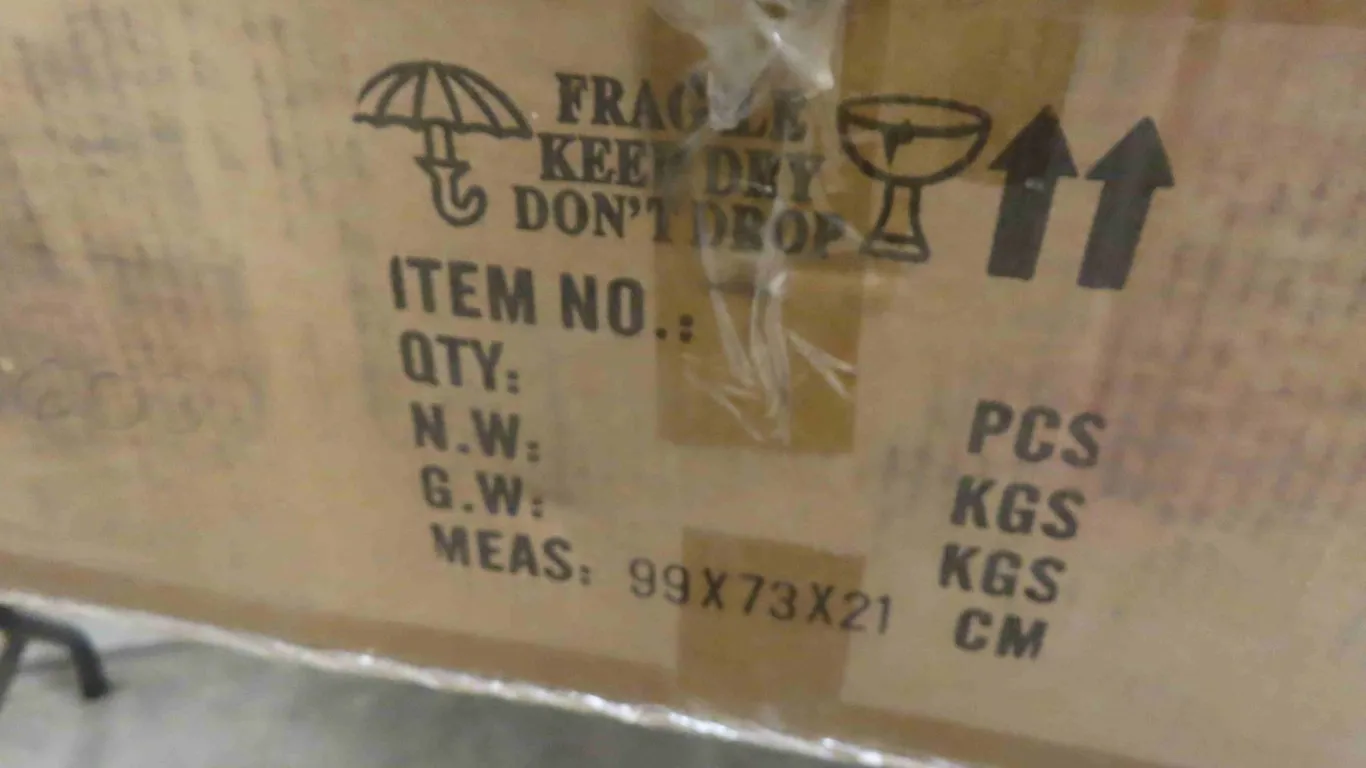 FRAGILE
KEEP DRY
DON'T DROP
ITEM NO.:
QTY: PCS
N.W: KGS
G.W: KGS
MEAS: 99X73X21 CM